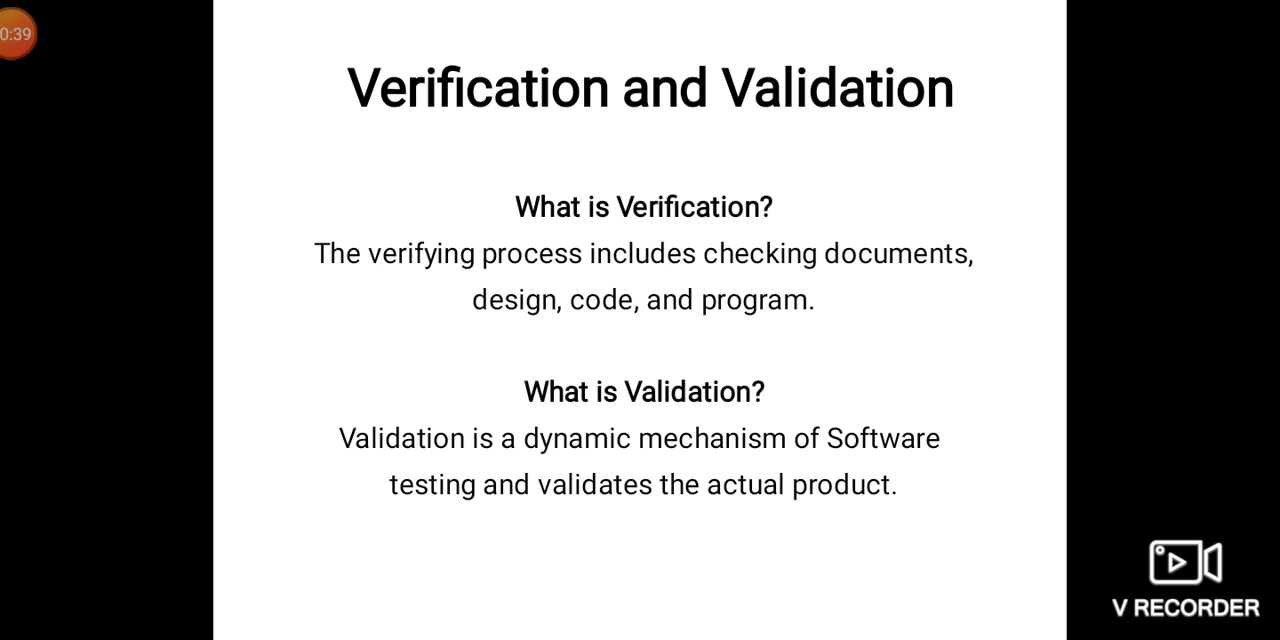 0:39
Verification and Validation
What is Verification?
The verifying process includes checking documents,
design, code, and program.
What is Validation?
Validation is a dynamic mechanism of Software
testing and validates the actual product.
V RECORDER